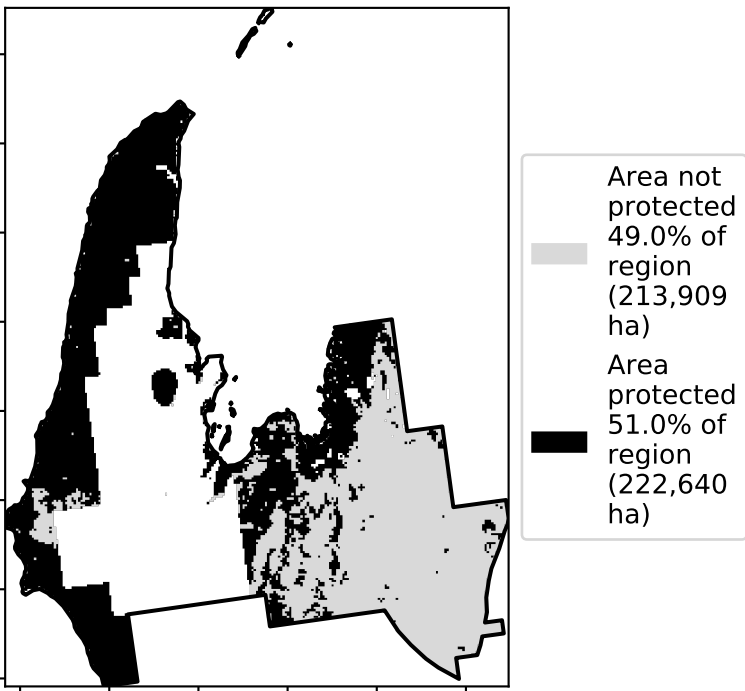 Area not
protected
49.0% of
region
(213,909
ha)
Area
protected
51.0% of
region
(222,640
ha)